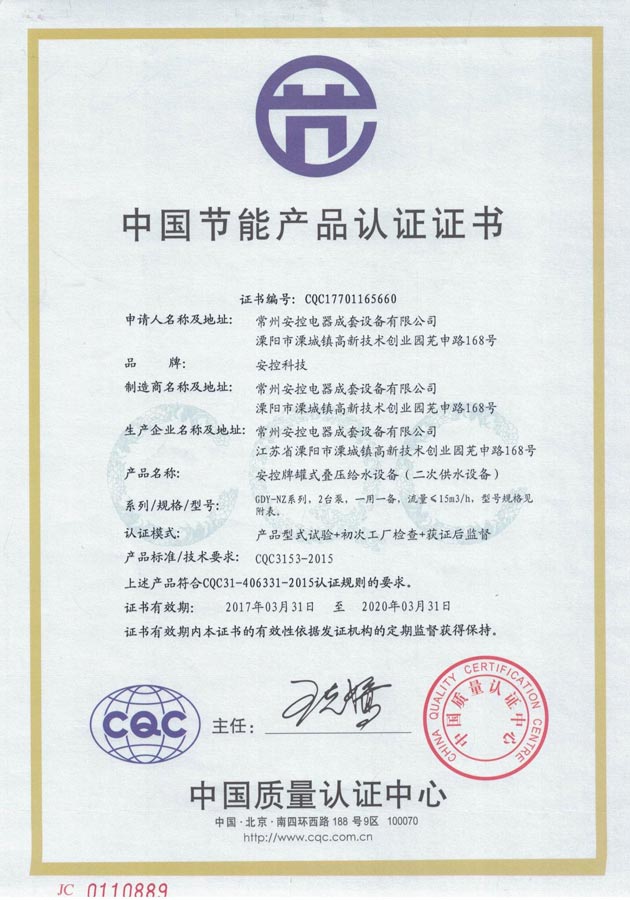 节
中国节能产品认证证书
证书编号: CQC17701165660
申请人名称及地址: 常州安控电器成套设备有限公司
溧阳市溧城镇高新技术创业园芜申路168号
品 牌: 安控科技
制造商名称及地址: 常州安控电器成套设备有限公司
溧阳市溧城镇高新技术创业园芜申路168号
生产企业名称及地址: 常州安控电器成套设备有限公司
江苏省溧阳市溧城镇高新技术创业园芜申路168号
产品名称: 安控牌罐式叠压给水设备(二次供水设备)
系列/规格/型号: GDY-NZ系列, 2台泵, 一用一备, 流量≤15m3/h, 型号规格见
附表。
认证模式: 产品型式试验+初次工厂检查+获证后监督
产品标准/技术要求: CQC3153-2015
上述产品符合CQC31-406331-2015认证规则的要求。
证书有效期: 2017年03月31日 至 2020年03月31日
证书有效期内本证书的有效性依据发证机构的定期监督获得保持。
CQC
主任:
CHINA QUALITY CERTIFICATION CENTRE
中国质量认证中心
中国质量认证中心
中国·北京·南四环西路 188 号9区 100070
http://www.cqc.com.cn
JC 0110889